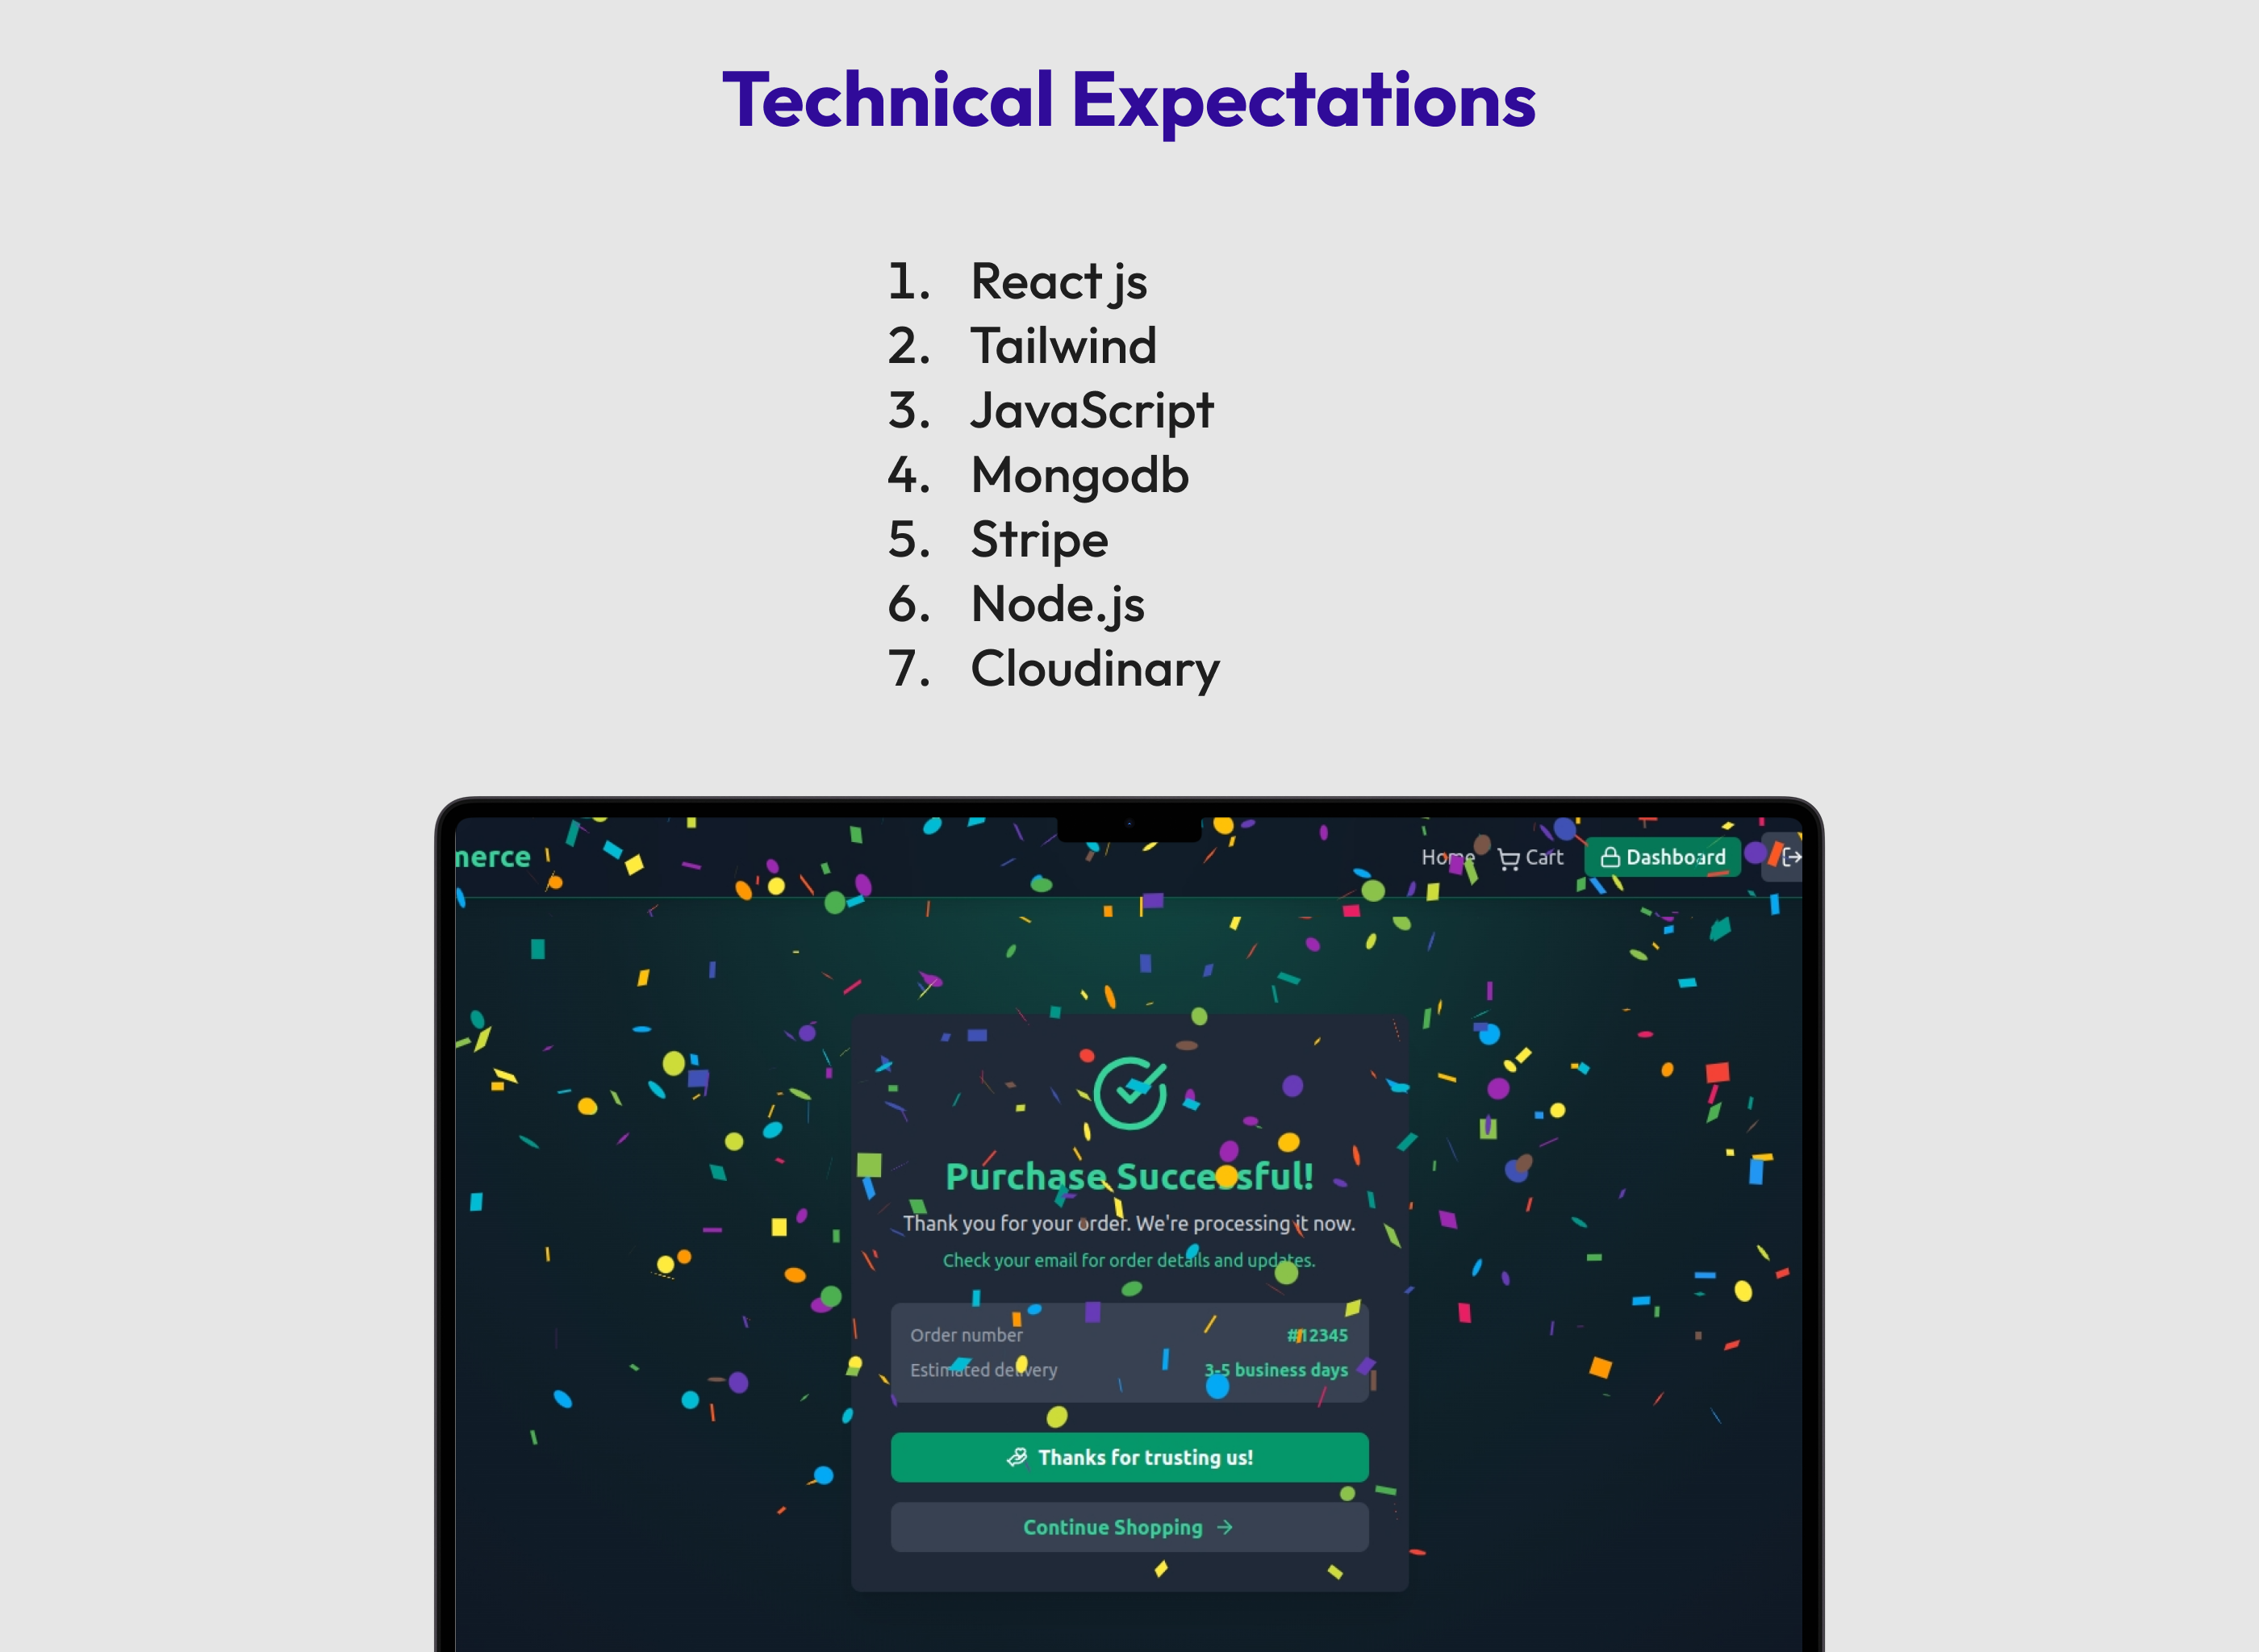 Technical Expectations
1. React js
2. Tailwind
3. JavaScript
4. Mongodb
5. Stripe
6. Node.js
7. Cloudinary
merce
Home Cart Dashboard
Purchase Successful!
Thank you for your order. We're processing it now.
Check your email for order details and updates.
Order number #12345
Estimated delivery 3-5 business days
Thanks for trusting us!
Continue Shopping